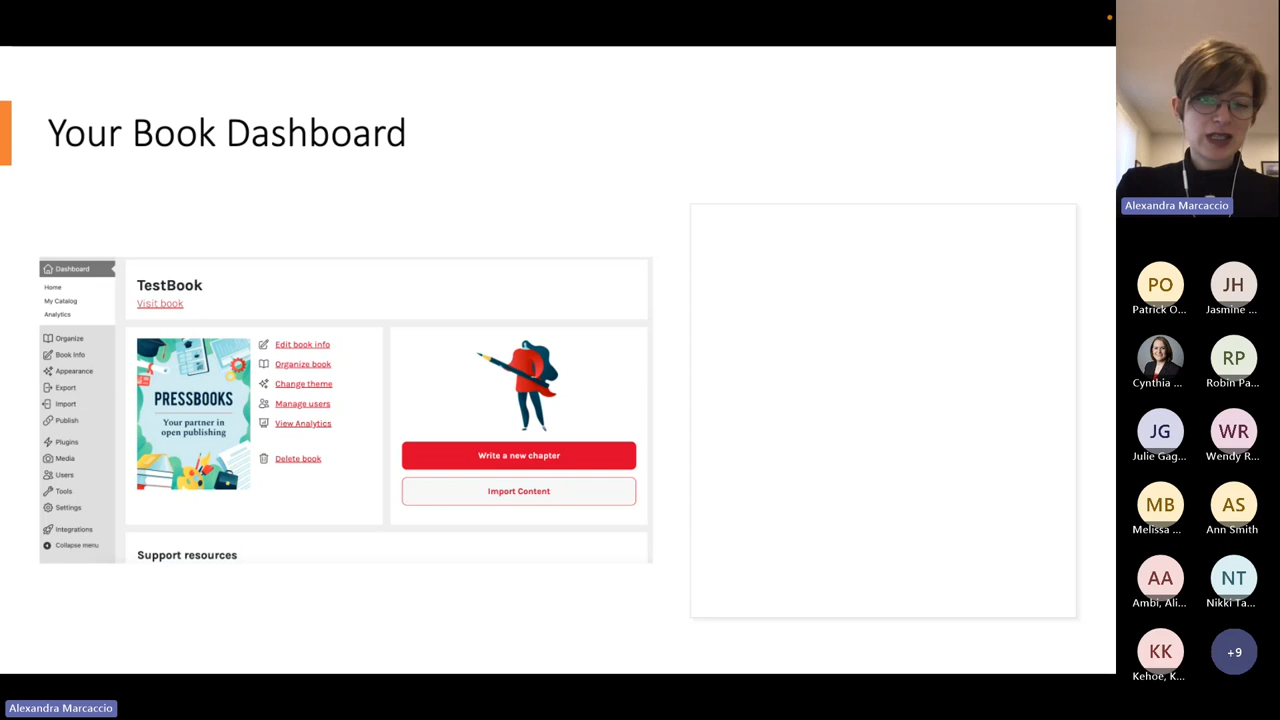 Your Book Dashboard
Dashboard
Home
My Catalog
Analytics
Organize
Book Info
Appearance
Export
Import
Publish
Plugins
Media
Users
Tools
Settings
Integrations
Collapse menu
TestBook
Visit book
PRESSBOOKS
Your partner in
open publishing
Edit book info
Organize book
Change theme
Manage users
View Analytics
Delete book
Write a new chapter
Import Content
Support resources
Alexandra Marcaccio
PO
Patrick O...
JH
Jasmine ...
Cynthia ...
RP
Robin Pa...
JG
Julie Gag...
WR
Wendy R...
MB
Melissa ...
AS
Ann Smith
AA
Ambi, Ali...
NT
Nikki Ta...
KK
Kehoe, K...
+9
Alexandra Marcaccio